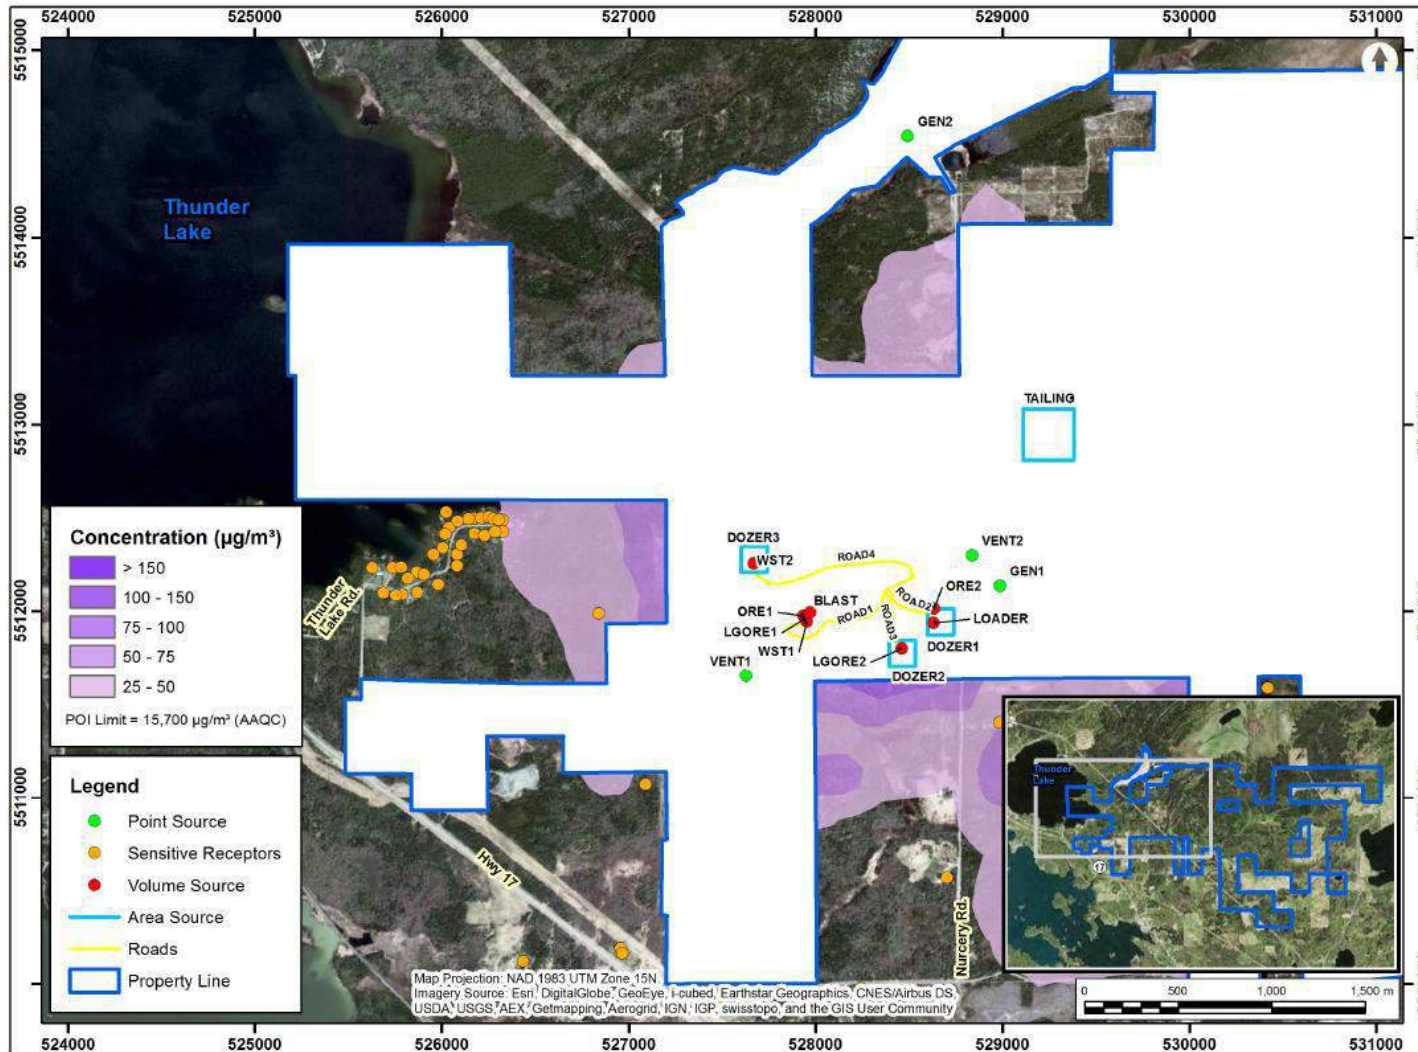 524000 525000 526000 527000 528000 529000 530000 531000
5515000
5514000
5513000
5512000
5511000
Thunder
Lake
GEN2
TAILING
DOZER3
WST2
ROAD4
VENT2
GEN1
ORE2
ROAD2
BLAST
ORE1
ROAD1
LOADER
LGORE1
ROAD3
DOZER1
WST1
LGORE2
VENT1
DOZER2
Thunder
Lake Rd.
Hwy 17
Nurcery Rd.
Concentration (µg/m³)
> 150
100 - 150
75 - 100
50 - 75
25 - 50
POI Limit = 15,700 µg/m³ (AAQC)
Legend
Point Source
Sensitive Receptors
Volume Source
Area Source
Roads
Property Line
Map Projection: NAD 1983 UTM Zone 15N
Imagery Source: Esri, DigitalGlobe, GeoEye, i-cubed, Earthstar Geographics, CNES/Airbus DS,
USDA, USGS, AEX, Getmapping, Aerogrid, IGN, IGP, swisstopo, and the GIS User Community
Thunder
Lake
17
0 500 1,000 1,500 m
524000 525000 526000 527000 528000 529000 530000 531000